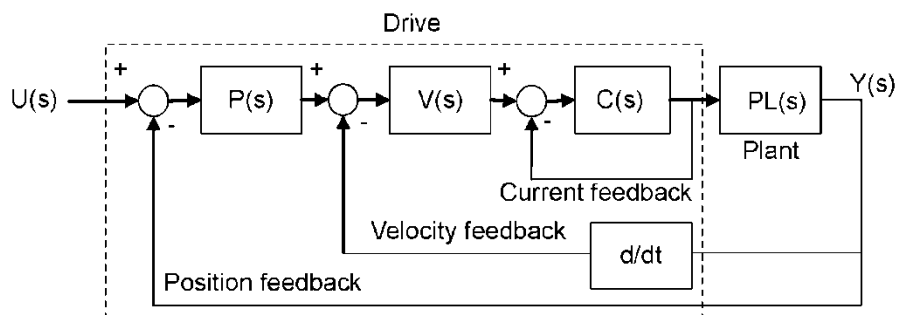 Drive
+
+
+
U(s)
P(s)
V(s)
C(s)
PL(s)
Y(s)
-
-
-
Plant
Current feedback
Velocity feedback
d/dt
Position feedback